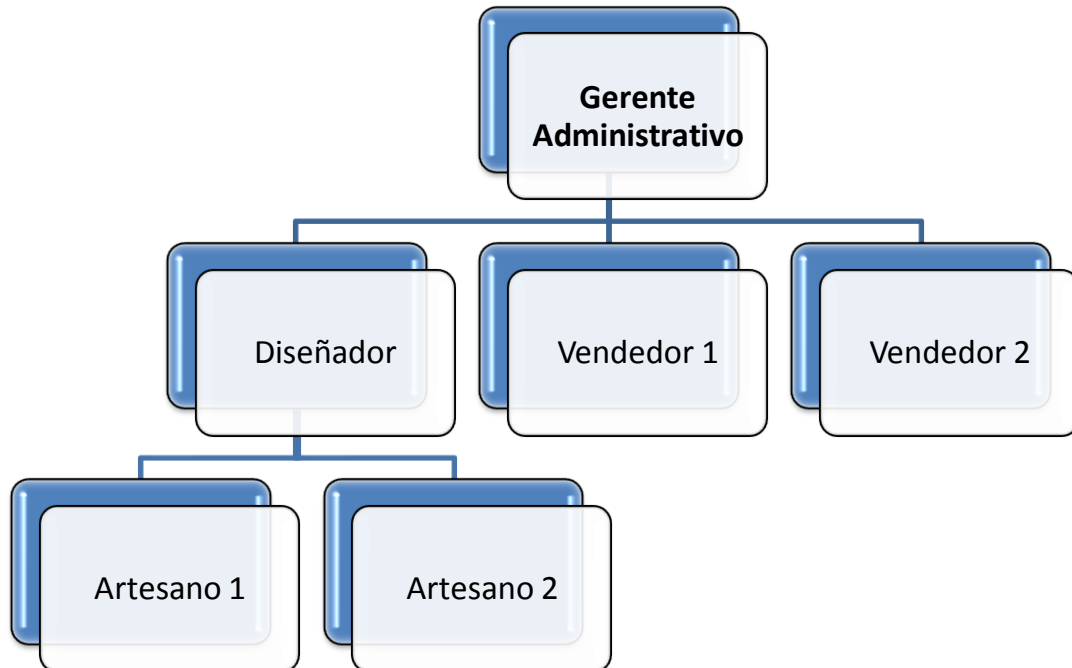 Gerente
Administrativo
Diseñador
Vendedor 1
Vendedor 2
Artesano 1
Artesano 2